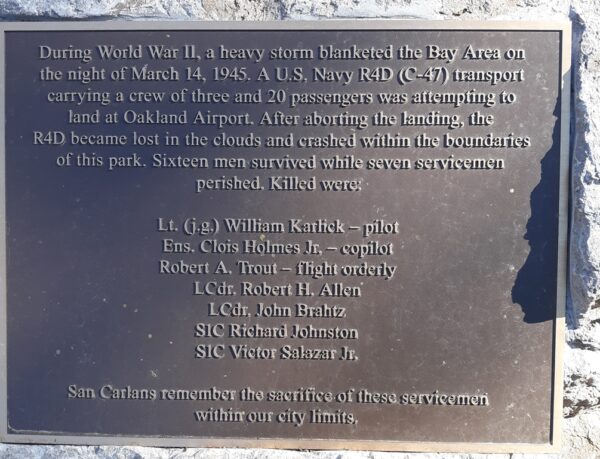 During World War II, a heavy storm blanketed the Bay Area on
the night of March 14, 1945. A U.S. Navy R4D (C-47) transport
carrying a crew of three and 20 passengers was attempting to
land at Oakland Airport. After aborting the landing, the
R4D became lost in the clouds and crashed within the boundaries
of this park. Sixteen men survived while seven servicemen
perished. Killed were:
Lt. (j.g.) William Karlick – pilot
Ens. Clois Holmes Jr. – copilot
Robert A. Trout – flight orderly
LCdr. Robert H. Allen
LCdr. John Brahtz
S1C Richard Johnston
S1C Victor Salazar Jr.
San Carlans remember the sacrifice of these servicemen
within our city limits.